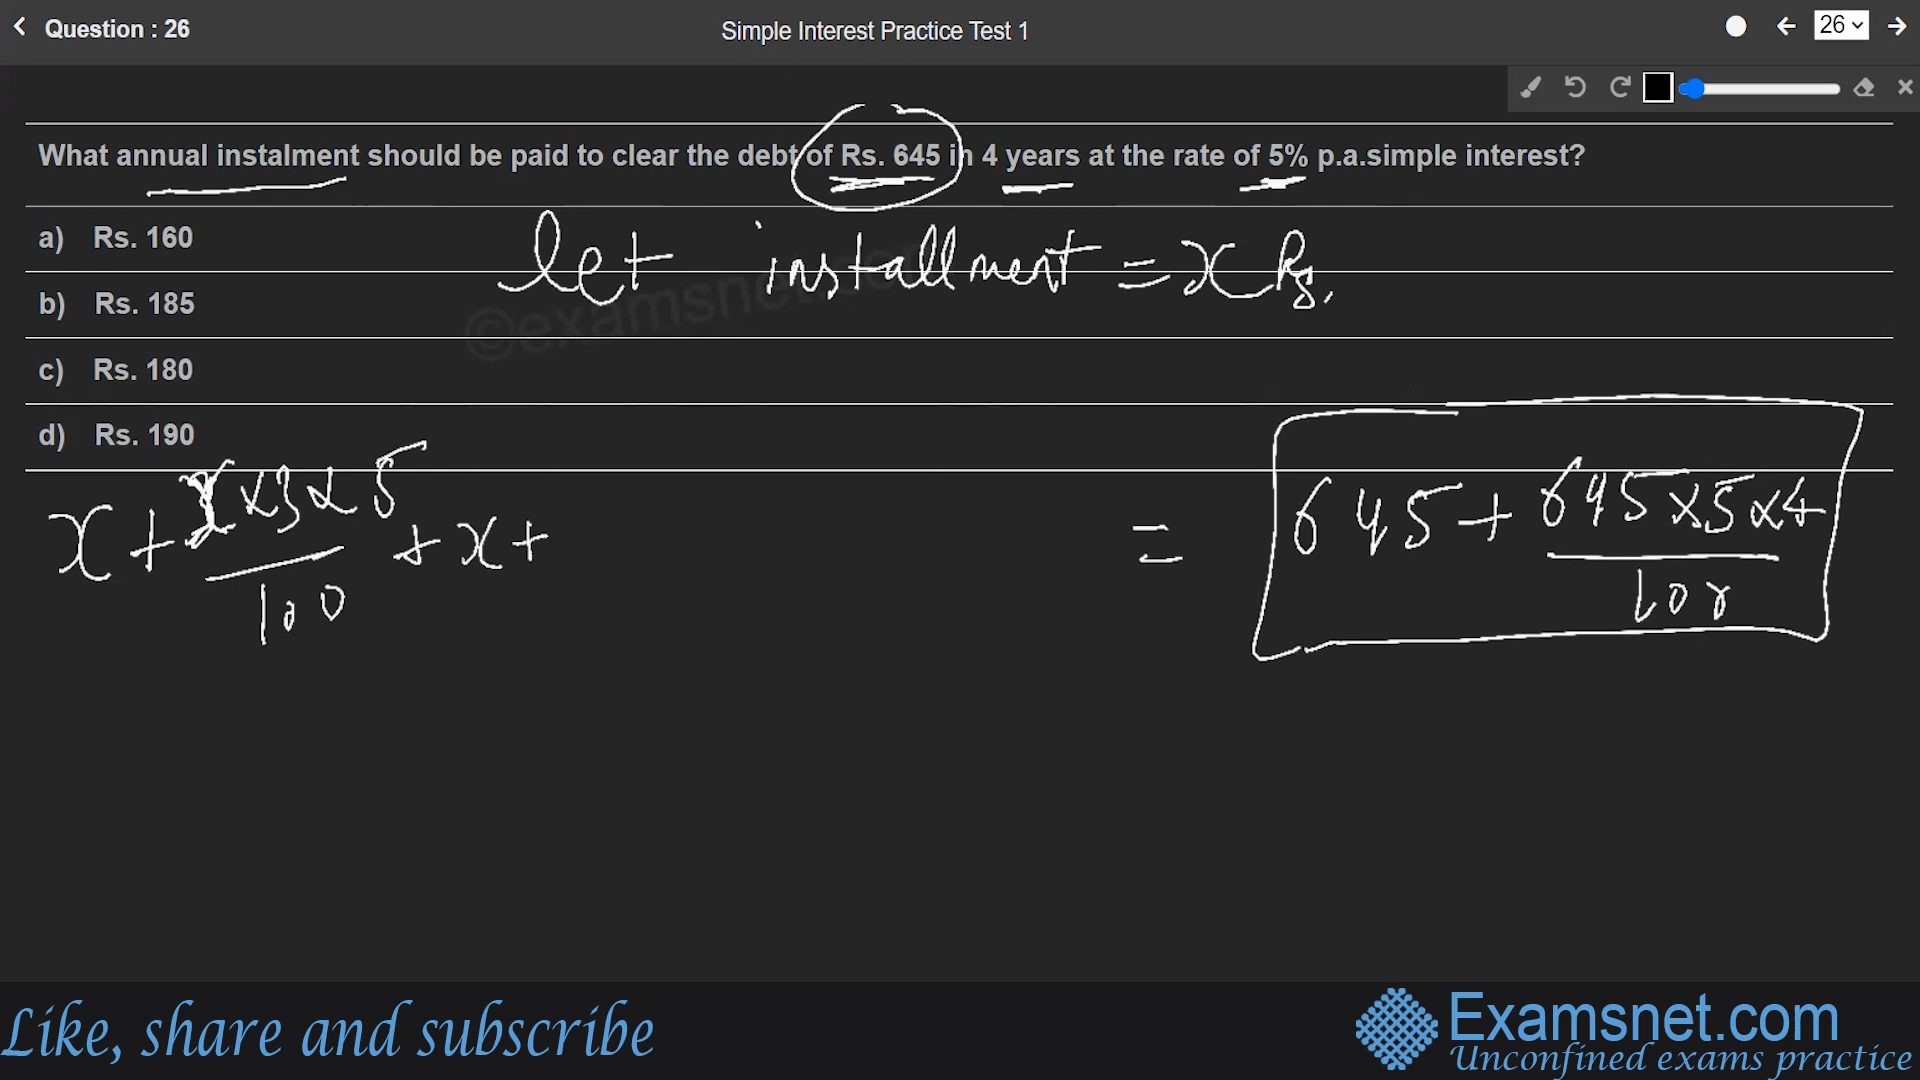 Question : 26
Simple Interest Practice Test 1
26
What annual instalment should be paid to clear the debt of Rs. 645 in 4 years at the rate of 5% p.a.simple interest?
a) Rs. 160
let installment = x Rs.
©examsnet.com
b) Rs. 185
c) Rs. 180
d) Rs. 190
x + x×3×5/100 + x + = 645 + 645×5×4/100
Like, share and subscribe
Examsnet.com
Unconfined exams practice